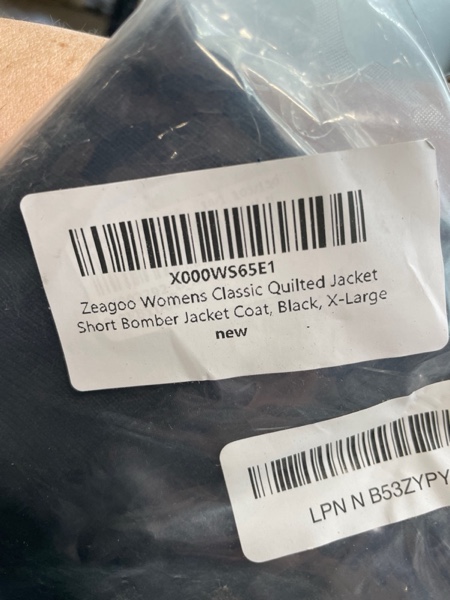 X000WS65E1
Zeagoo Womens Classic Quilted Jacket
Short Bomber Jacket Coat, Black, X-Large
new
LPN N B53ZYPY